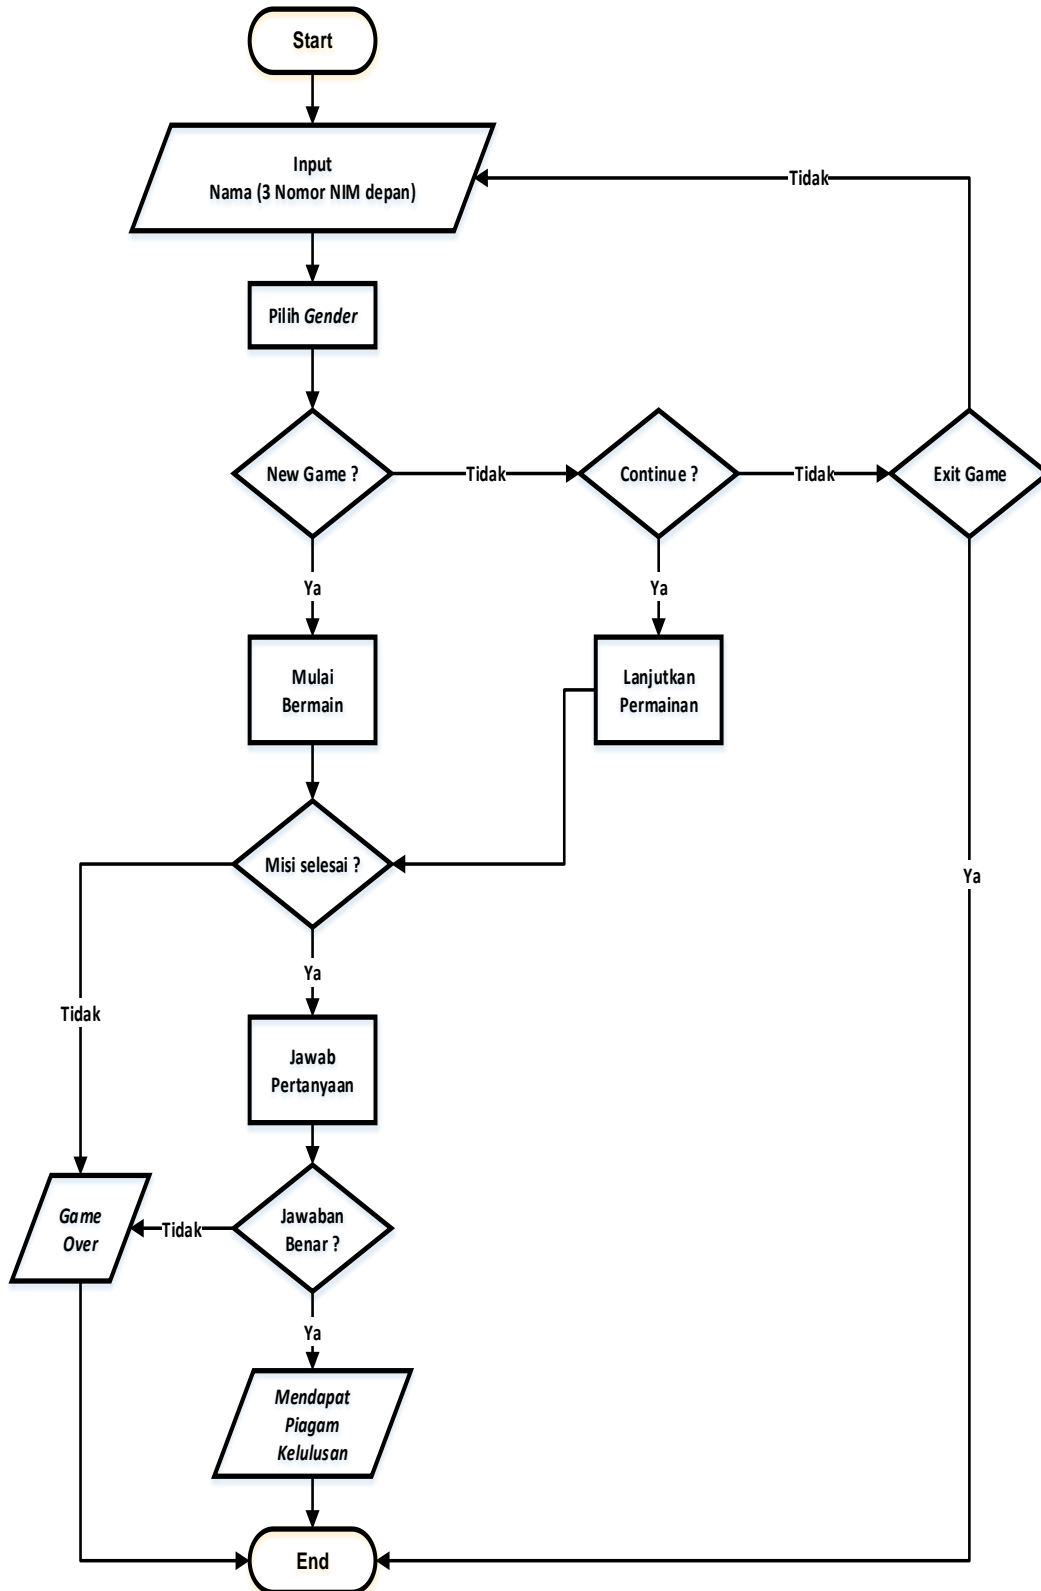 Start
Input
Nama (3 Nomor NIM depan)
Tidak
Pilih Gender
New Game ?
Tidak
Continue ?
Tidak
Exit Game
Ya
Ya
Mulai
Bermain
Lanjutkan
Permainan
Misi selesai ?
Ya
Ya
Tidak
Jawab
Pertanyaan
Game
Over
Tidak
Jawaban
Benar ?
Ya
Mendapat
Piagam
Kelulusan
End